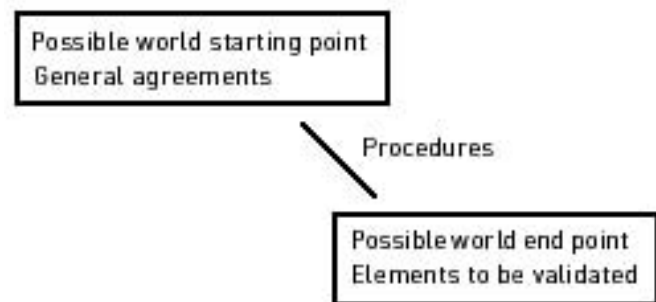 Possible world starting point
General agreements
Procedures
Possible world end point
Elements to be validated